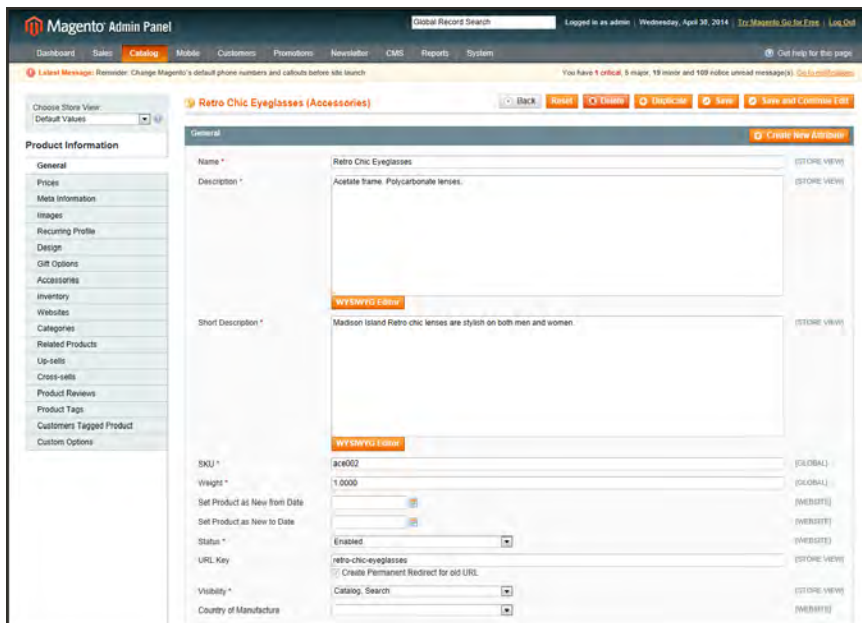 Magento® Admin Panel
Global Record Search
Logged in as admin | Wednesday, April 30, 2014 | Try Magento Go for Free | Log Out
Dashboard Sales Catalog Mobile Customers Promotions Newsletter CMS Reports System
Get help for this page
Latest Message: Reminder: Change Magento's default phone numbers and callouts before site launch
You have 1 critical, 5 major, 19 minor and 109 notice unread message(s). Go to notifications
Choose Store View:
Default Values
Retro Chic Eyeglasses (Accessories)
Back Reset Delete Duplicate Save Save and Continue Edit
Product Information
General
Prices
Meta Information
Images
Recurring Profile
Design
Gift Options
Accessories
Inventory
Websites
Categories
Related Products
Up-sells
Cross-sells
Product Reviews
Product Tags
Customers Tagged Product
Custom Options
General
Create New Attribute
Name *
Retro Chic Eyeglasses
[STORE VIEW]
Description *
Acetate frame. Polycarbonate lenses.
[STORE VIEW]
WYSIWYG Editor
Short Description *
Madison Island Retro chic lenses are stylish on both men and women.
[STORE VIEW]
WYSIWYG Editor
SKU *
ace002
[GLOBAL]
Weight *
1.0000
[GLOBAL]
Set Product as New from Date
[WEBSITE]
Set Product as New to Date
[WEBSITE]
Status *
Enabled
[WEBSITE]
URL Key
retro-chic-eyeglasses
[STORE VIEW]
Create Permanent Redirect for old URL
Visibility *
Catalog, Search
[STORE VIEW]
Country of Manufacture
[WEBSITE]